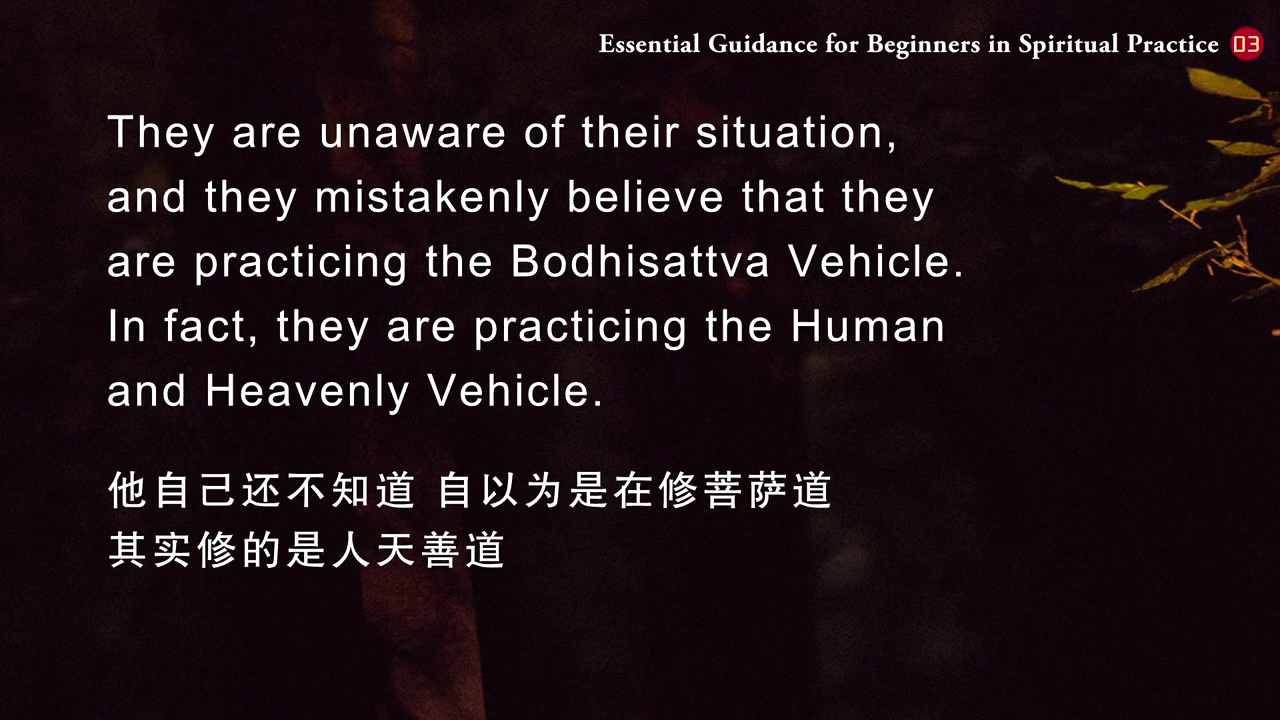 Essential Guidance for Beginners in Spiritual Practice 03
They are unaware of their situation,
and they mistakenly believe that they
are practicing the Bodhisattva Vehicle.
In fact, they are practicing the Human
and Heavenly Vehicle.
他自己还不知道 自以为是在修菩萨道
其实修的是人天善道